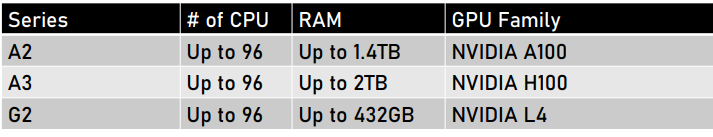 Series # of CPU RAM GPU Family
A2 Up to 96 Up to 1.4TB NVIDIA A100
A3 Up to 96 Up to 2TB NVIDIA H100
G2 Up to 96 Up to 432GB NVIDIA L4